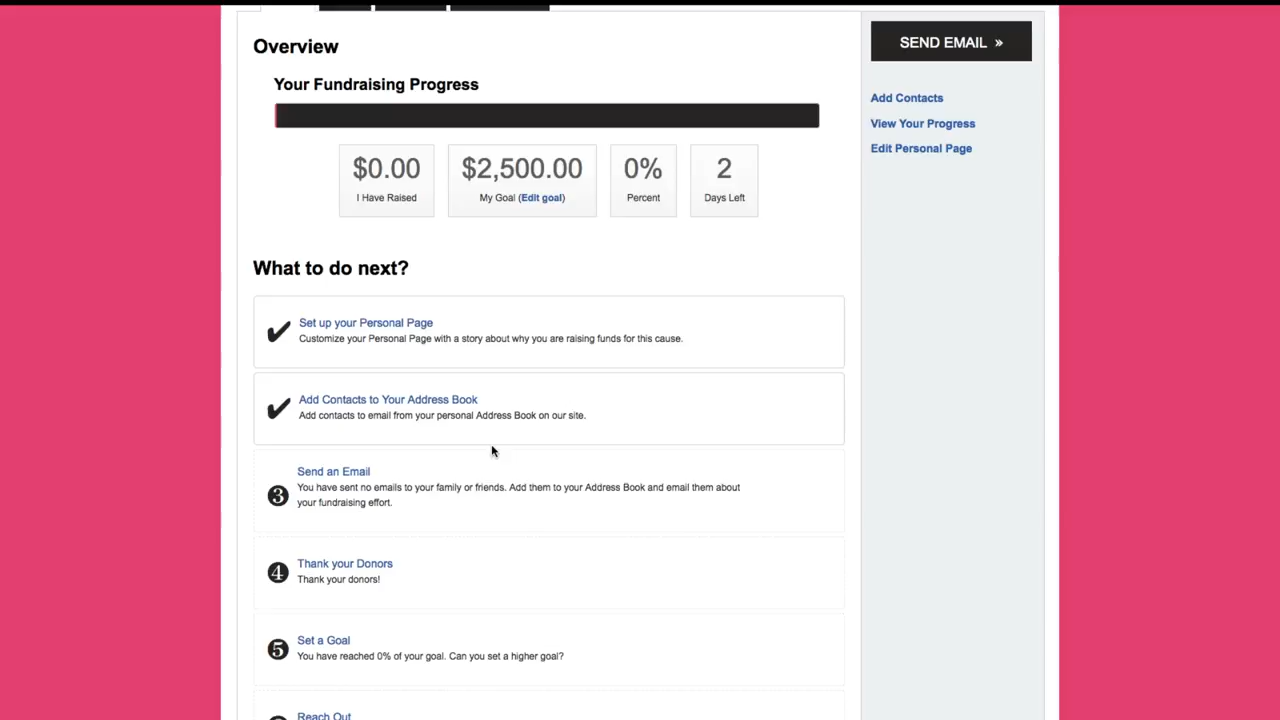 Overview
SEND EMAIL »
Your Fundraising Progress
Add Contacts
View Your Progress
Edit Personal Page
$0.00
$2,500.00
0%
2
I Have Raised
My Goal (Edit goal)
Percent
Days Left
What to do next?
✔
Set up your Personal Page
Customize your Personal Page with a story about why you are raising funds for this cause.
✔
Add Contacts to Your Address Book
Add contacts to email from your personal Address Book on our site.
3
Send an Email
You have sent no emails to your family or friends. Add them to your Address Book and email them about
your fundraising effort.
4
Thank your Donors
Thank your donors!
5
Set a Goal
You have reached 0% of your goal. Can you set a higher goal?
Reach Out